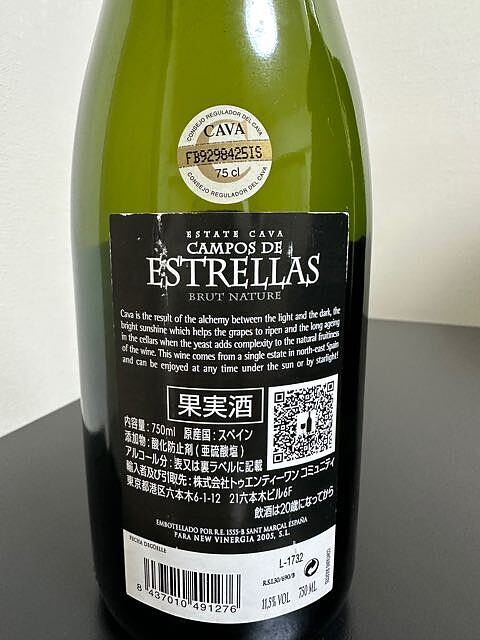 CONSEJO REGULADOR DEL CAVA
CAVA
FB9298425IS
75 cl
CONSEJO REGULADOR DEL CAVA
ESTATE CAVA
CAMPOS DE
ESTRELLAS
BRUT NATURE
Cava is the result of the alchemy between the light and the dark, the
bright sunshine which helps the grapes to ripen and the long ageing
in the cellars when the yeast adds complexity to the natural fruitiness
of the wine. This wine comes from a single estate in north-east Spain
and can be enjoyed at any time under the sun or by starlight!
果実酒
内容量:750ml 原産国:スペイン
添加物:酸化防止剤(亜硫酸塩)
アルコール分:表又は裏ラベルに記載
輸入者及び引取先:株式会社トゥエンティーワン コミュニティ
東京都港区六本木6-1-12 21六本木ビル6F
飲酒は20歳になってから
EMBOTELLADO POR R.E. 1555-B SANT MARÇAL ESPAÑA
PARA NEW VINERGIA 2005, S.L.
FECHA DEGÜELLE
L-1732
R.S.I.30/690/B
8 437010 491276
11,5% VOL 750 ML